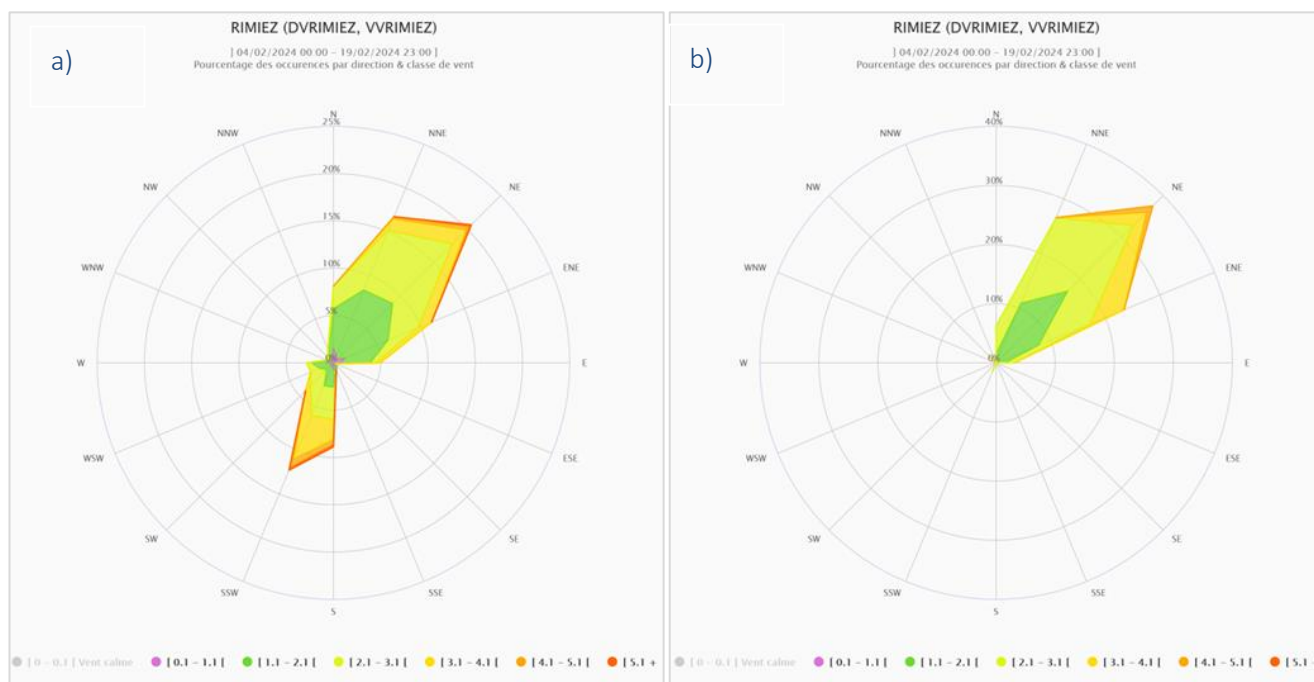 a)
RIMIEZ (DVRIMIEZ, VVRIMIEZ)
[ 04/02/2024 00:00 - 19/02/2024 23:00 ]
Pourcentage des occurences par direction & classe de vent
N
25%
NNW
NNE
20%
NW
NE
15%
WNW
10%
ENE
5%
W
0%
E
WSW
ESE
SW
SE
SSW
SSE
S
[ 0 - 0.1 [ Vent calme [ 0.1 - 1.1 [ [ 1.1 - 2.1 [ [ 2.1 - 3.1 [ [ 3.1 - 4.1 [ [ 4.1 - 5.1 [ [ 5.1 +
b)
RIMIEZ (DVRIMIEZ, VVRIMIEZ)
[ 04/02/2024 00:00 - 19/02/2024 23:00 ]
Pourcentage des occurences par direction & classe de vent
N
40%
NNW
NNE
30%
NW
NE
20%
WNW
ENE
10%
W
0%
E
WSW
ESE
SW
SE
SSW
SSE
S
[ 0 - 0.1 [ Vent calme [ 0.1 - 1.1 [ [ 1.1 - 2.1 [ [ 2.1 - 3.1 [ [ 3.1 - 4.1 [ [ 4.1 - 5.1 [ [ 5.1 -